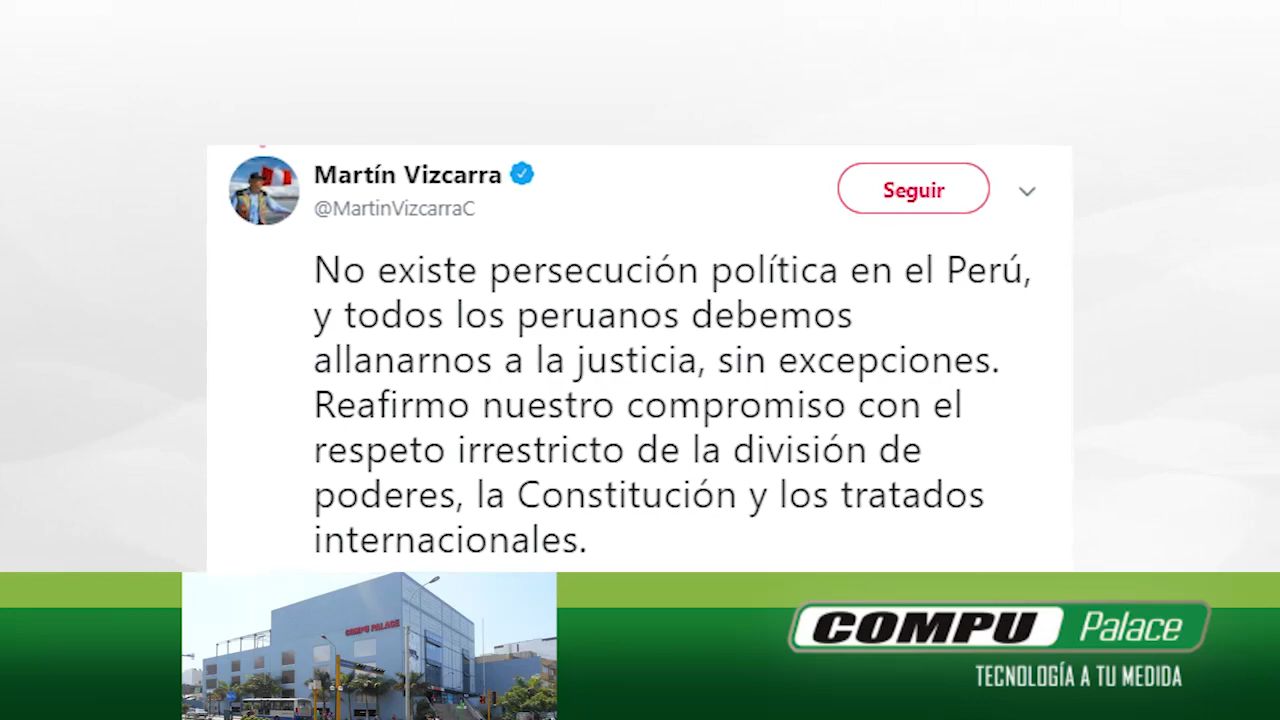 Martín Vizcarra
@MartinVizcarraC
Seguir
No existe persecución política en el Perú,
y todos los peruanos debemos
allanarnos a la justicia, sin excepciones.
Reafirmo nuestro compromiso con el
respeto irrestricto de la división de
poderes, la Constitución y los tratados
internacionales.
COMPU PALACE
COMPU Palace
TECNOLOGÍA A TU MEDIDA